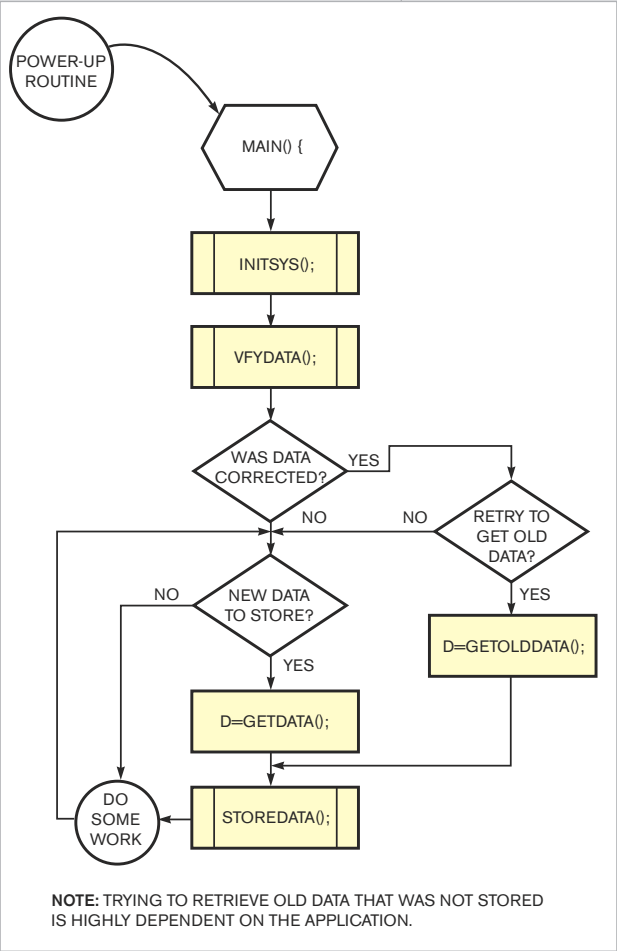 POWER-UP
ROUTINE
MAIN() {
INITSYS();
VFYDATA();
WAS DATA
CORRECTED?
YES
NO
NO
RETRY TO
GET OLD
DATA?
YES
NO
NEW DATA
TO STORE?
YES
D=GETOLDDATA();
D=GETDATA();
STOREDATA();
DO
SOME
WORK
NOTE: TRYING TO RETRIEVE OLD DATA THAT WAS NOT STORED
IS HIGHLY DEPENDENT ON THE APPLICATION.